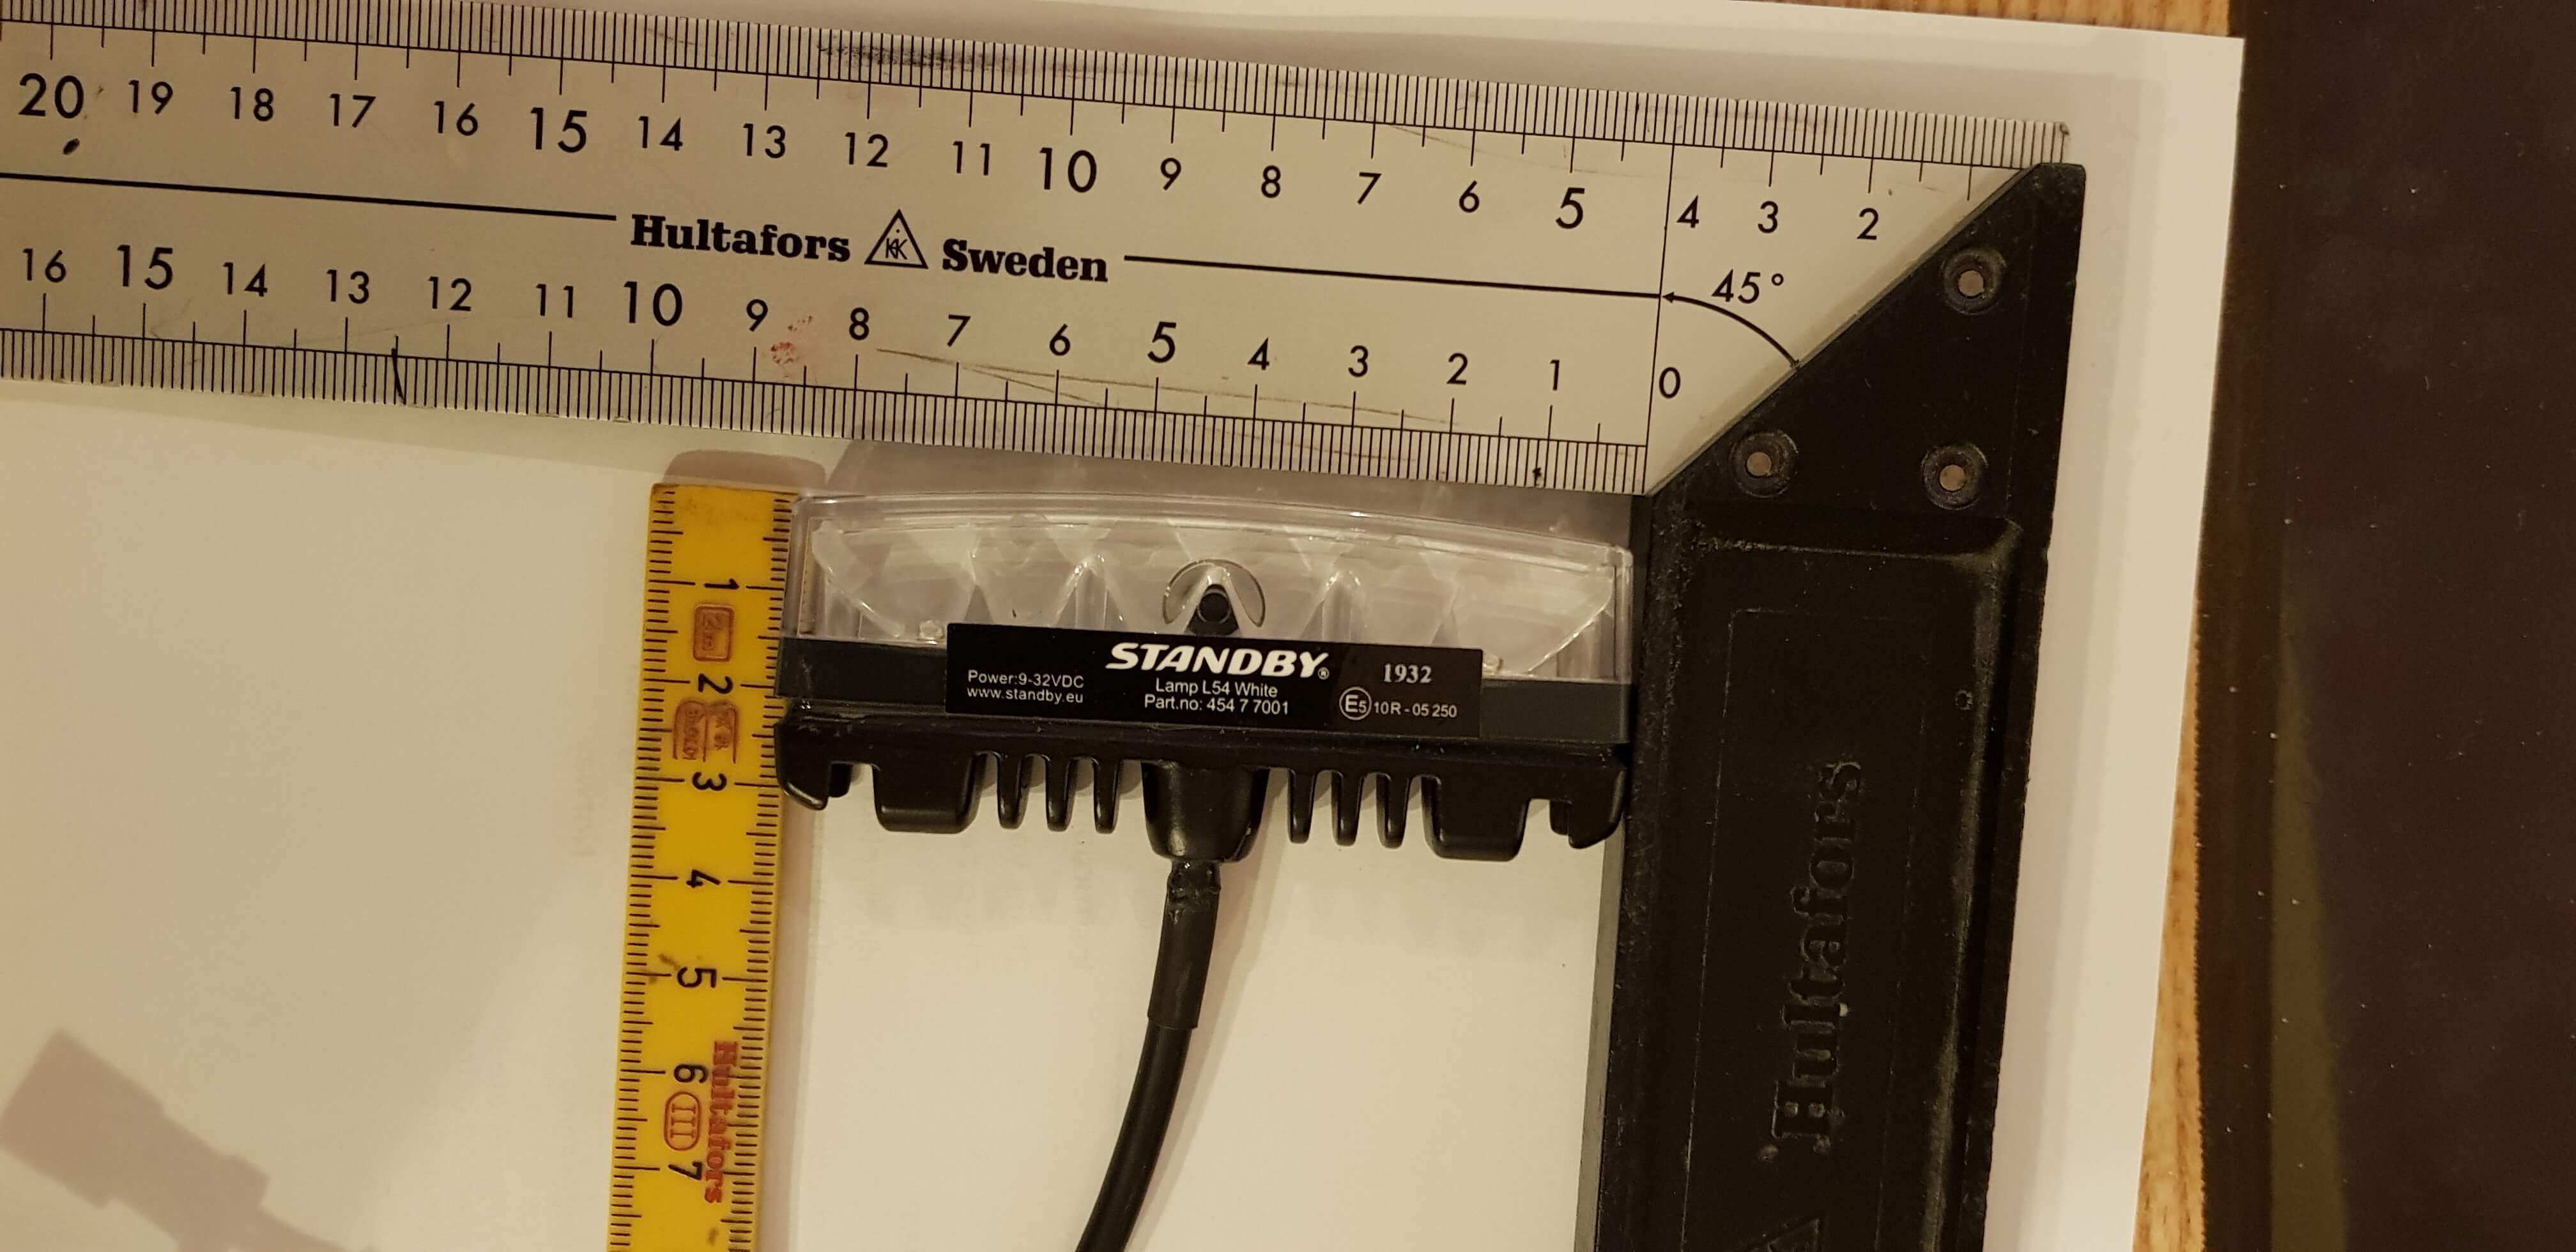 20 19 18 17 16 15 14 13 12 11 10 9 8 7 6 5 4 3 2
Hultafors Sweden
45°
16 15 14 13 12 11 10 9 8 7 6 5 4 3 2 1 0
1
2
3
4
5
6
7
III
Hultafors
STANDBY®
1932
Power:9-32VDC
www.standby.eu
Lamp L54 White
Part.no: 454 7 7001
E5 10R - 05 250
Hultafors